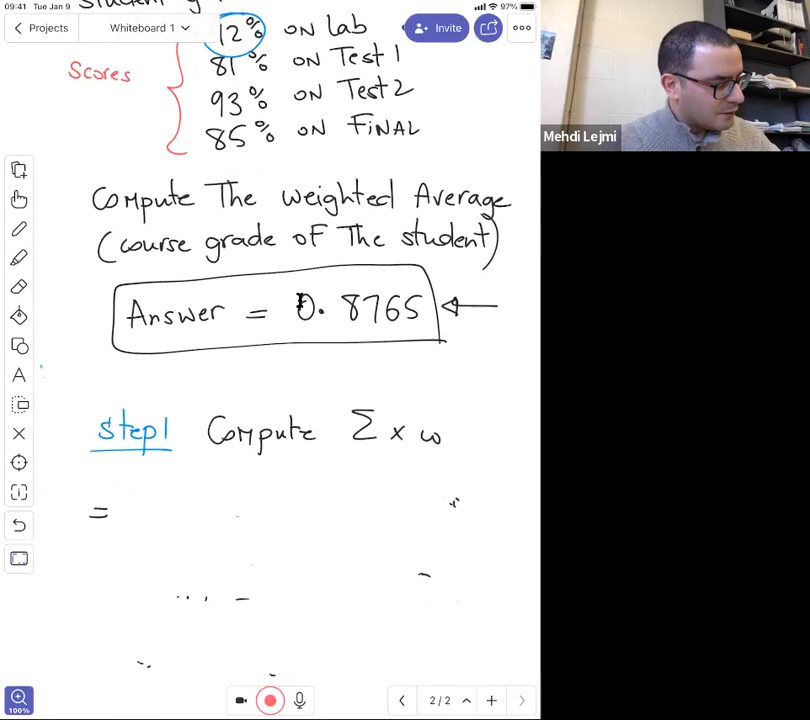 09:41 Tue Jan 9
97%
Projects
Whiteboard 1
Invite
12% ON Lab
Scores
81% ON Test 1
93% ON Test 2
85% ON FINAL
Compute The weighted Average
(course grade of The student)
Answer = 0.8765
Step1 Compute Σ x w
=
100%
2/2
Mehdi Lejmi